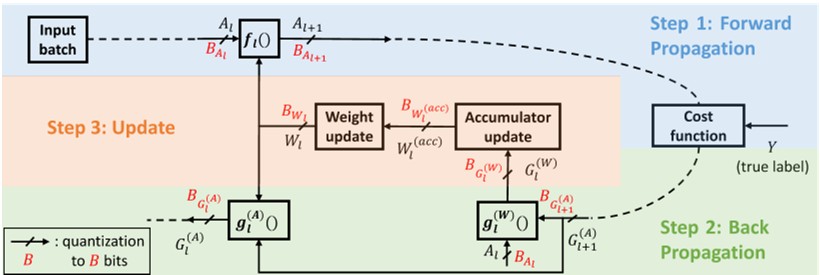 Input
batch
A_l
B_{A_l}
f_l()
A_{l+1}
B_{A_{l+1}}
Step 1: Forward
Propagation
Step 3: Update
B_{W_l}
W_l
Weight
update
B_{W_l^{(acc)}}
W_l^{(acc)}
Accumulator
update
Cost
function
Y
(true label)
B_{G_l^{(W)}}
G_l^{(W)}
B_{G_l^{(A)}}
G_l^{(A)}
g_l^{(A)}()
g_l^{(W)}()
B_{G_{l+1}^{(A)}}
G_{l+1}^{(A)}
A_l
B_{A_l}
Step 2: Back
Propagation
: quantization
B to B bits